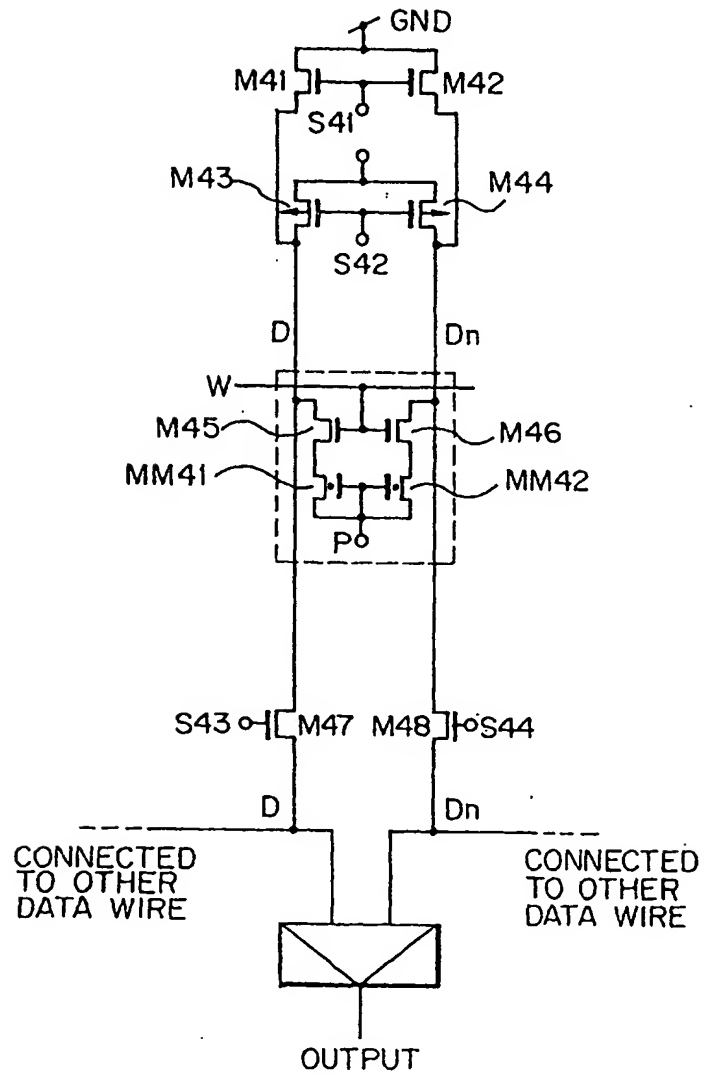 GND
M41
M42
S41
M43
M44
S42
D
Dn
W
M45
M46
MM41
MM42
P
S43
M47
M48
S44
D
Dn
CONNECTED
TO OTHER
DATA WIRE
CONNECTED
TO OTHER
DATA WIRE
OUTPUT